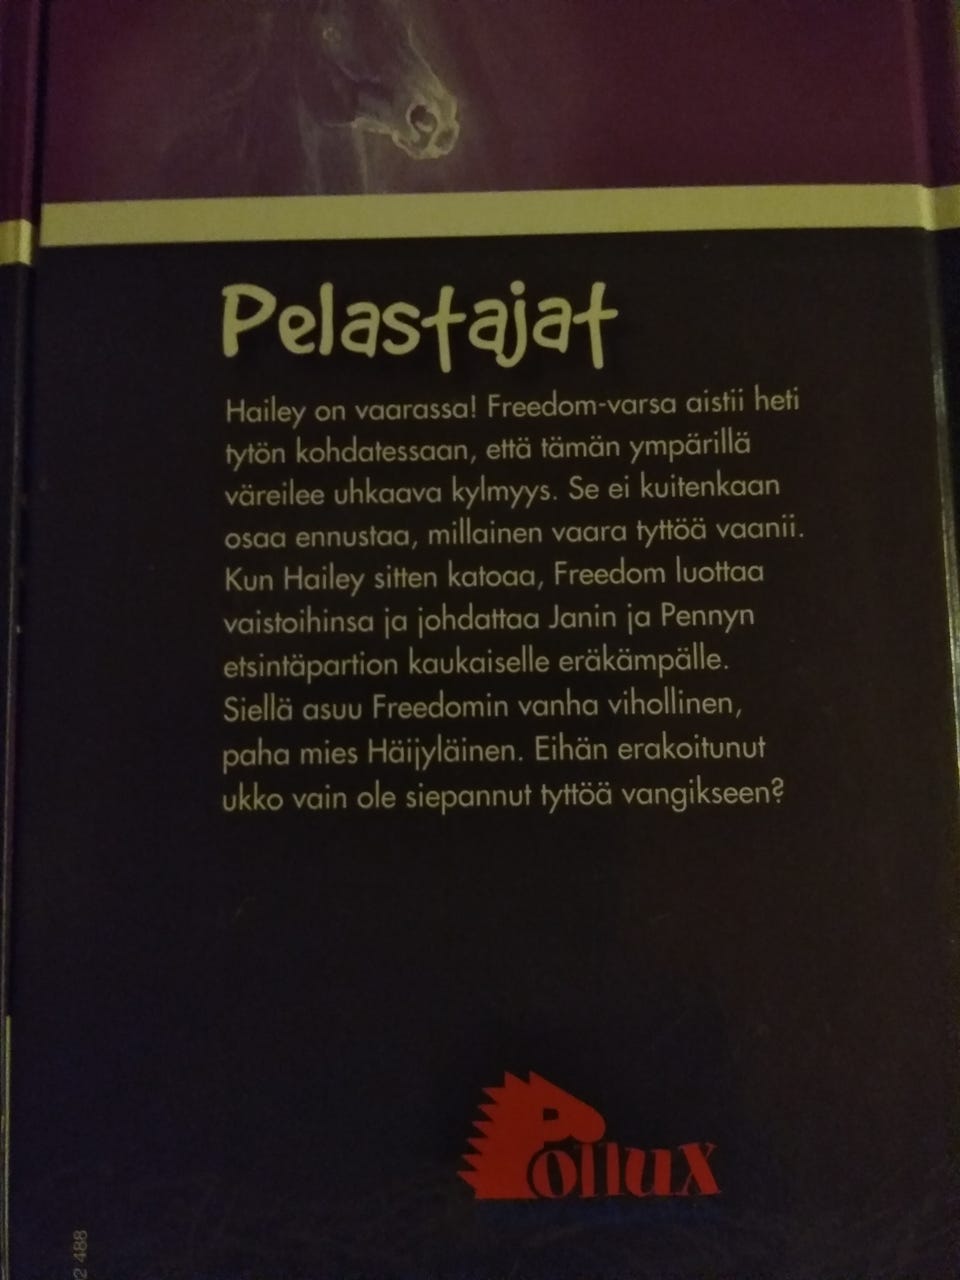 Pelastajat
Hailey on vaarassa! Freedom-varsa aistii heti
tytön kohdatessaan, että tämän ympärillä
väreilee uhkaava kylmyys. Se ei kuitenkaan
osaa ennustaa, millainen vaara tyttöä vaanii.
Kun Hailey sitten katoaa, Freedom luottaa
vaistoihinsa ja johdattaa Janin ja Pennyn
etsintäpartion kaukaiselle eräkämpälle.
Siellä asuu Freedomin vanha vihollinen,
paha mies Häijyläinen. Eihän erakoitunut
ukko vain ole siepannut tyttöä vangikseen?
Pollux
2 488